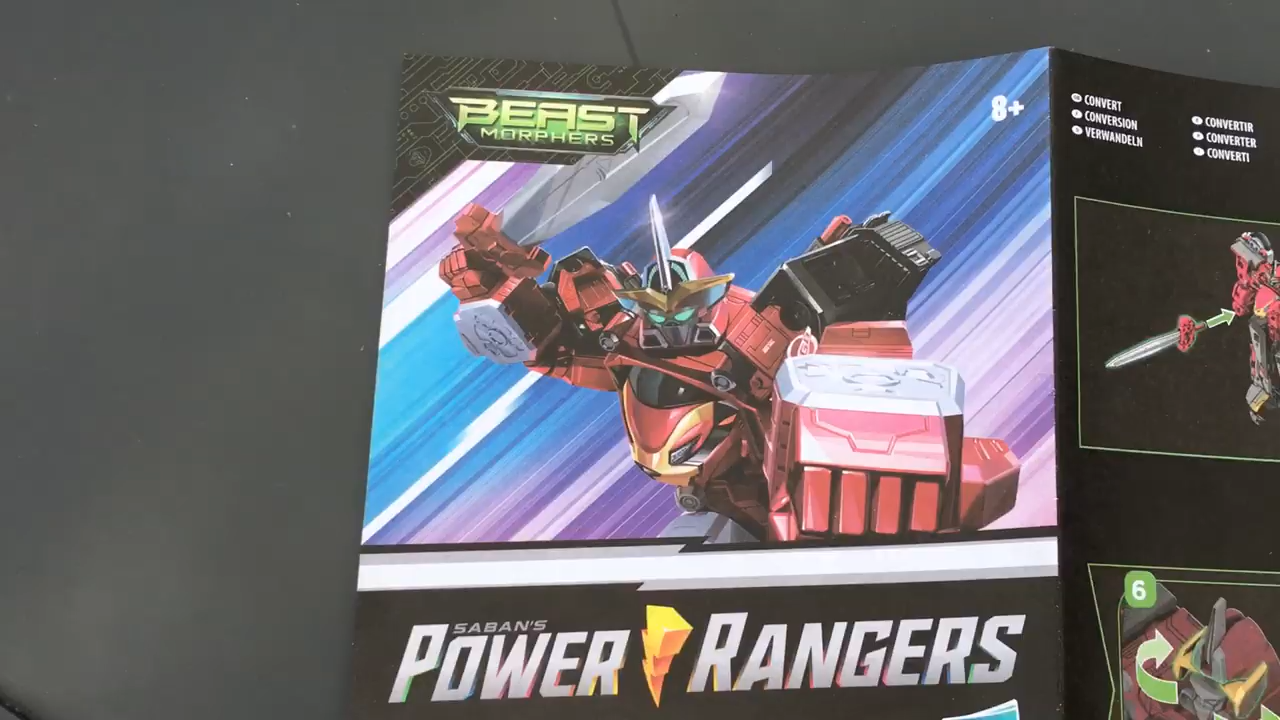 BEAST
MORPHERS
8+
SABAN'S
POWER RANGERS
CONVERT
CONVERSION
VERWANDELN
CONVERTIR
CONVERTER
CONVERTI
6